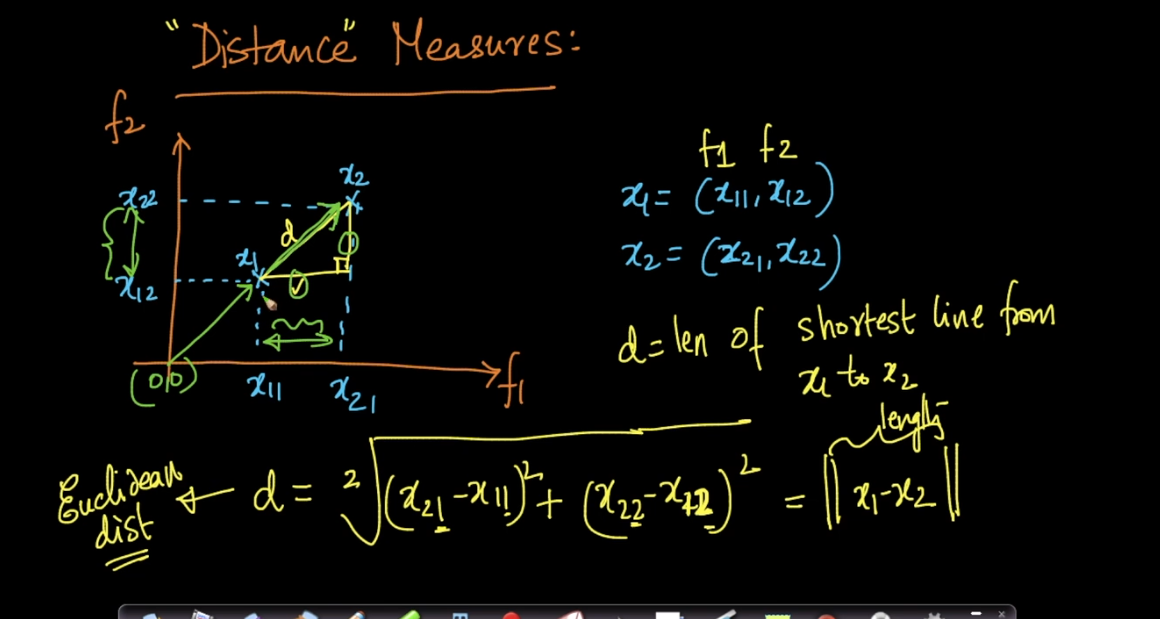 "Distance" Measures:
f2
f1 f2
x2
x22
x1 = (x11, x12)
d
x1
x2 = (x21, x22)
x12
d = len of shortest line from
x1 to x2
(0,0)
x11
x21
f1
length
Euclidean
dist
d = ²√(x21 - x11)² + (x22 - x12)² = ||x1 - x2||